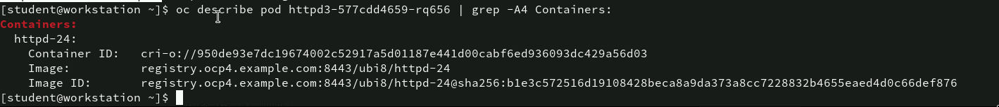 [student@workstation ~]$ oc describe pod httpd3-577cdd4659-rq656 | grep -A4 Containers:
Containers:
  httpd-24:
    Container ID:   cri-o://950de93e7dc19674002c52917a5d01187e441d00cabf6ed936093dc429a56d03
    Image:          registry.ocp4.example.com:8443/ubi8/httpd-24
    Image ID:       registry.ocp4.example.com:8443/ubi8/httpd-24@sha256:b1e3c572516d19108428beca8a9da373a8cc7228832b4655eaed4d0c66def876
[student@workstation ~]$